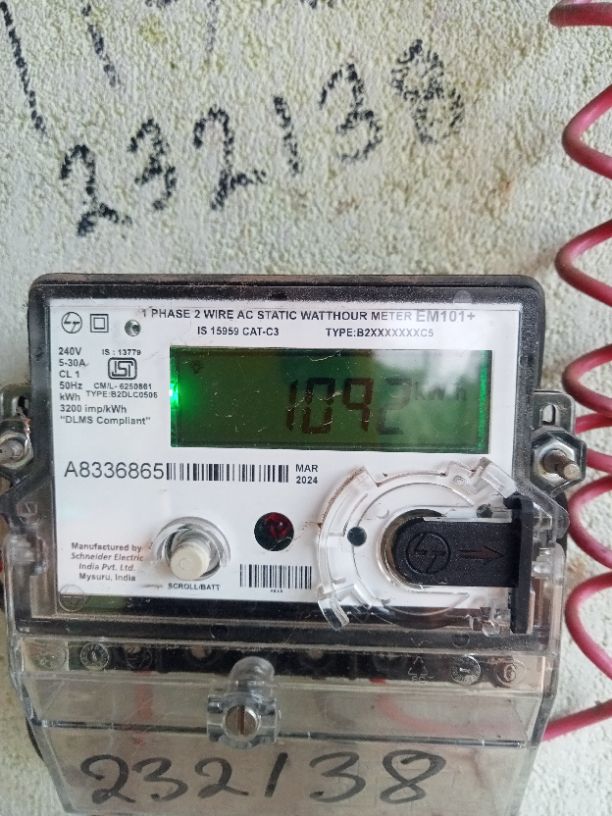 232138
1 PHASE 2 WIRE AC STATIC WATTHOUR METER EM101+
IS 15959 CAT-C3 TYPE:B2XXXXXXXC5
240V IS : 13779
5-30A
CL 1
50Hz CM/L- 6250861
kWh TYPE:B2DLC0506
3200 imp/kWh
"DLMS Compliant"
1092 kWh
A8336865 MAR
2024
Manufactured by
Schneider Electric
India Pvt. Ltd.
Mysuru, India
SCROLL/BATT
232138